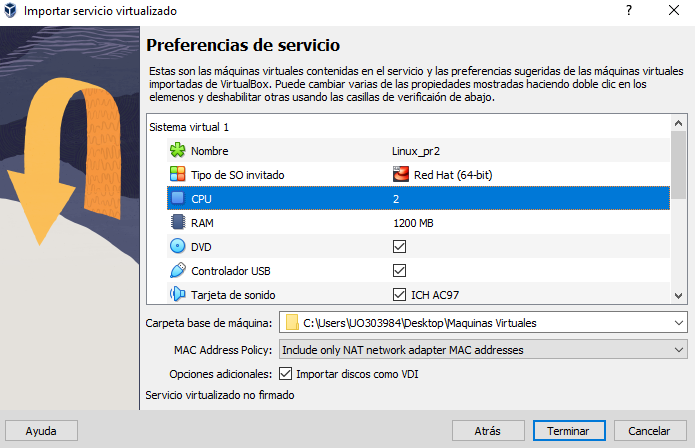 Importar servicio virtualizado
Preferencias de servicio
Estas son las máquinas virtuales contenidas en el servicio y las preferencias sugeridas de las máquinas virtuales
importadas de VirtualBox. Puede cambiar varias de las propiedades mostradas haciendo doble clic en los
elemenos y deshabilitar otras usando las casillas de verificaión de abajo.
Sistema virtual 1
Nombre Linux_pr2
Tipo de SO invitado Red Hat (64-bit)
CPU 2
RAM 1200 MB
DVD
Controlador USB
Tarjeta de sonido ICH AC97
Carpeta base de máquina: C:\Users\UO303984\Desktop\Maquinas Virtuales
MAC Address Policy: Include only NAT network adapter MAC addresses
Opciones adicionales: Importar discos como VDI
Servicio virtualizado no firmado
Ayuda Atrás Terminar Cancelar